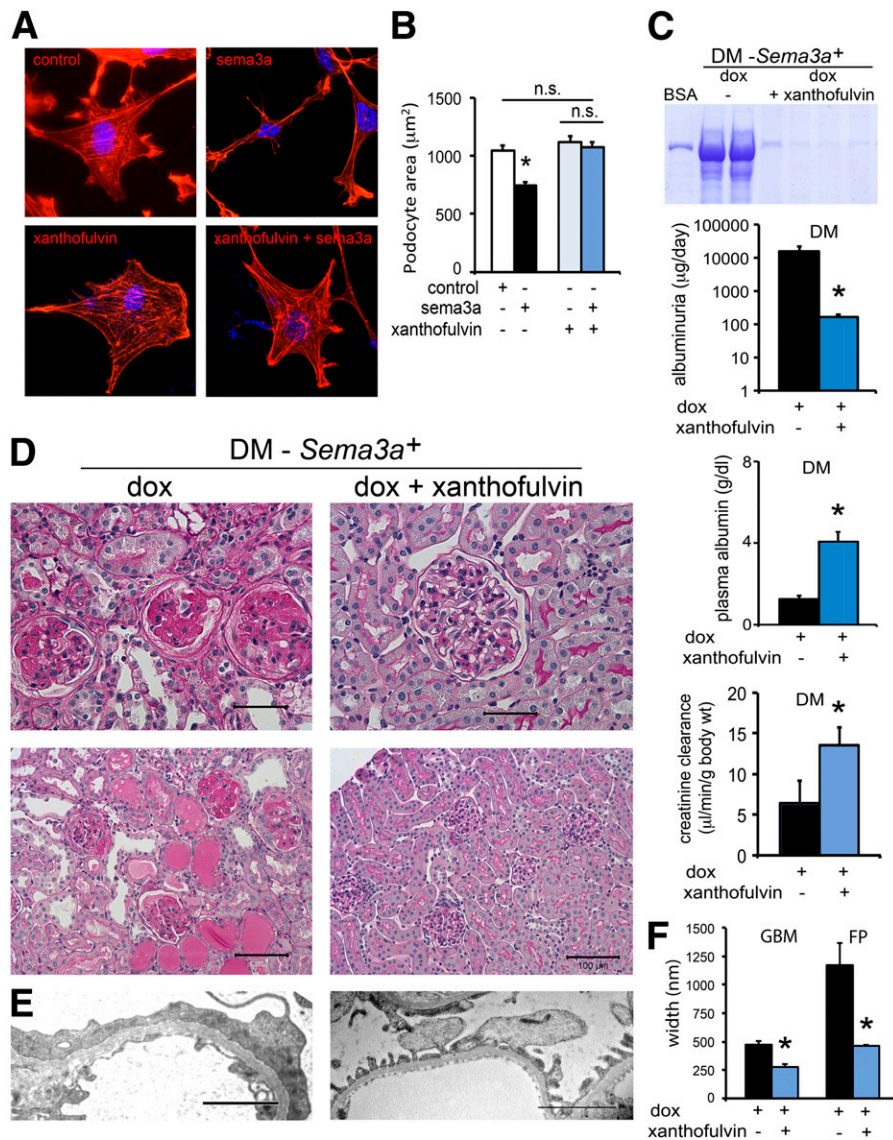 A
control
sema3a
xanthofulvin
xanthofulvin + sema3a
B
n.s.
n.s.
*
Podocyte area (μm²)
1500
1000
500
0
control + - - -
sema3a - + - +
xanthofulvin - - + +
C
DM -Sema3a+
dox dox
BSA - + xanthofulvin
DM
albuminuria (μg/day)
100000
10000
1000
100
10
1
*
dox + +
xanthofulvin - +
DM
plasma albumin (g/dl)
8
4
0
*
dox + +
xanthofulvin - +
DM
creatinine clearance
(μl/min/g body wt)
20
15
10
5
0
*
dox + +
xanthofulvin - +
D
DM - Sema3a+
dox
dox + xanthofulvin
100 μm
E
F
GBM
FP
width (nm)
1500
1250
1000
750
500
250
0
*
*
dox + + + +
xanthofulvin - + - +